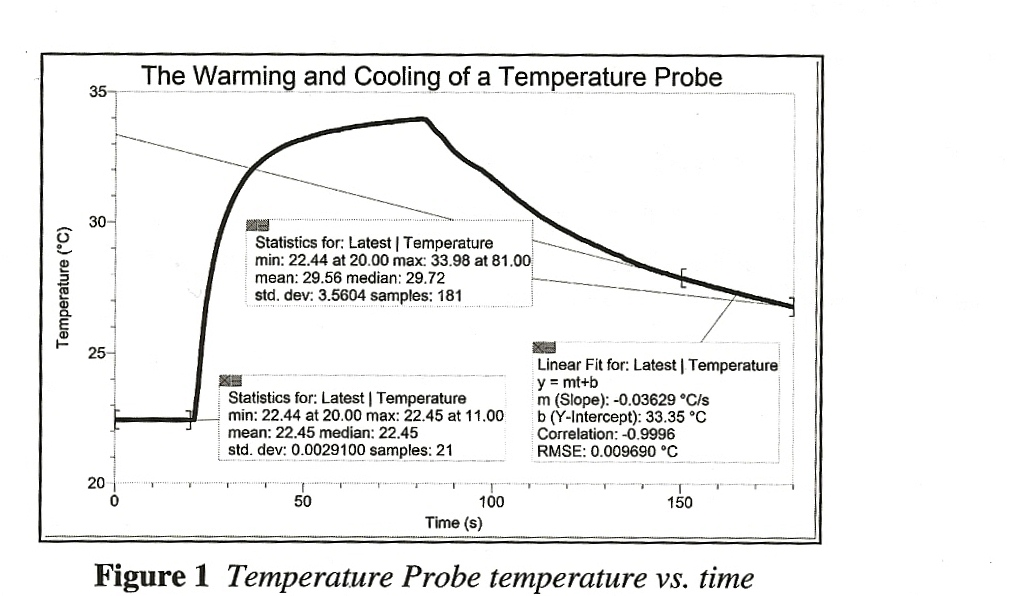 The Warming and Cooling of a Temperature Probe
35
30
25
20
Temperature (°C)
Statistics for: Latest | Temperature
min: 22.44 at 20.00 max: 33.98 at 81.00
mean: 29.56 median: 29.72
std. dev: 3.5604 samples: 181
Statistics for: Latest | Temperature
min: 22.44 at 20.00 max: 22.45 at 11.00
mean: 22.45 median: 22.45
std. dev: 0.0029100 samples: 21
Linear Fit for: Latest | Temperature
y = mt+b
m (Slope): -0.03629 °C/s
b (Y-Intercept): 33.35 °C
Correlation: -0.9996
RMSE: 0.009690 °C
0
50
100
150
Time (s)
Figure 1 Temperature Probe temperature vs. time